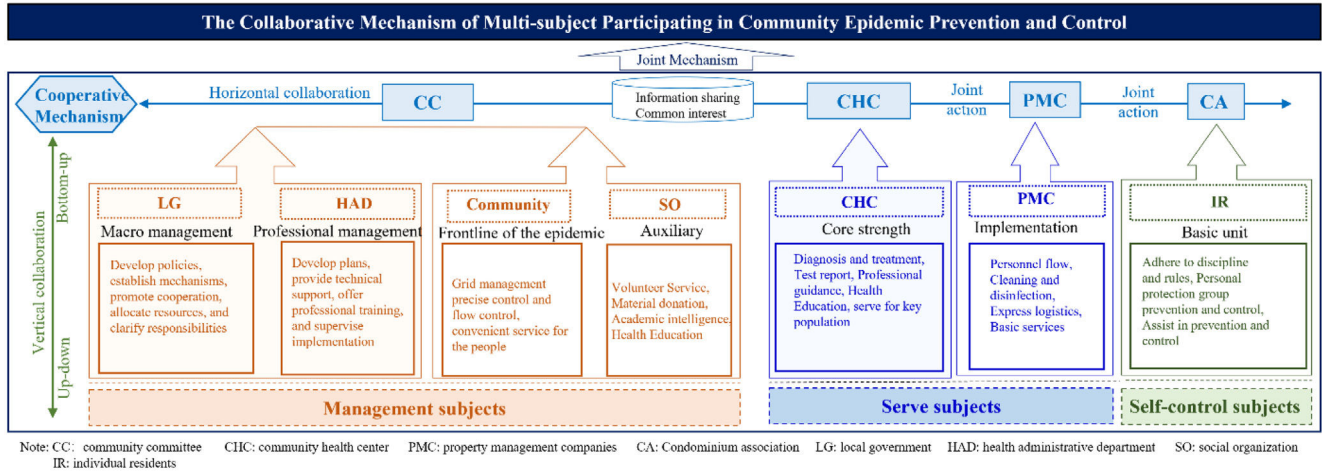 The Collaborative Mechanism of Multi-subject Participating in Community Epidemic Prevention and Control
Joint Mechanism
Cooperative
Mechanism
Horizontal collaboration
CC
Information sharing
Common interest
CHC
Joint
action
PMC
Joint
action
CA
Vertical collaboration
Bottom-up
Up-down
LG
Macro management
Develop policies,
establish mechanisms,
promote cooperation,
allocate resources, and
clarify responsibilities
HAD
Professional management
Develop plans,
provide technical
support, offer
professional training,
and supervise
implementation
Community
Frontline of the epidemic
Grid management
precise control and
flow control,
convenient service for
the people
SO
Auxiliary
Volunteer Service,
Material donation,
Academic intelligence,
Health Education
CHC
Core strength
Diagnosis and treatment,
Test report, Professional
guidance, Health
Education, serve for key
population
PMC
Implementation
Personnel flow,
Cleaning and
disinfection,
Express logistics,
Basic services
IR
Basic unit
Adhere to discipline
and rules, Personal
protection group
prevention and control,
Assist in prevention and
control
Management subjects
Serve subjects
Self-control subjects
Note: CC: community committee CHC: community health center PMC: property management companies CA: Condominium association LG: local government HAD: health administrative department SO: social organization
IR: individual residents